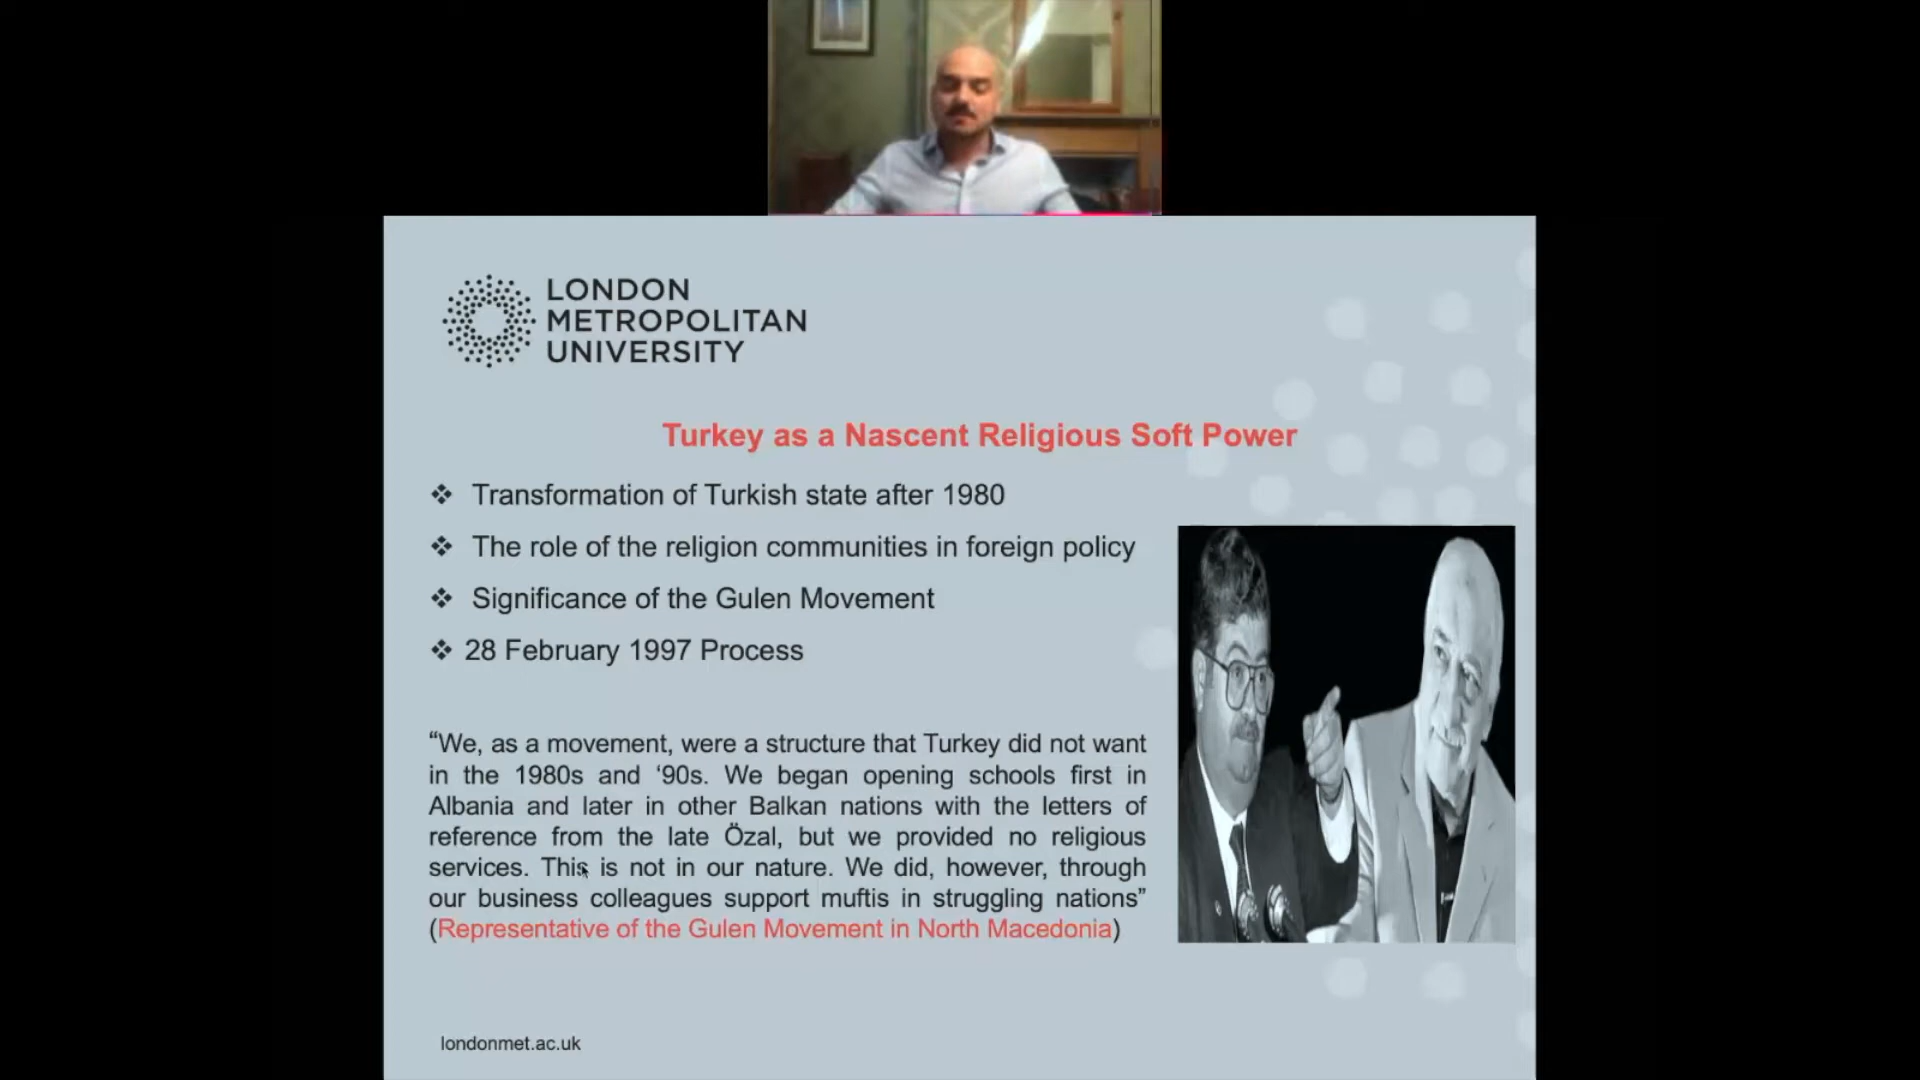 LONDON
METROPOLITAN
UNIVERSITY
Turkey as a Nascent Religious Soft Power
❖ Transformation of Turkish state after 1980
❖ The role of the religion communities in foreign policy
❖ Significance of the Gulen Movement
❖ 28 February 1997 Process
“We, as a movement, were a structure that Turkey did not want
in the 1980s and ‘90s. We began opening schools first in
Albania and later in other Balkan nations with the letters of
reference from the late Özal, but we provided no religious
services. This is not in our nature. We did, however, through
our business colleagues support muftis in struggling nations”
(Representative of the Gulen Movement in North Macedonia)
londonmet.ac.uk